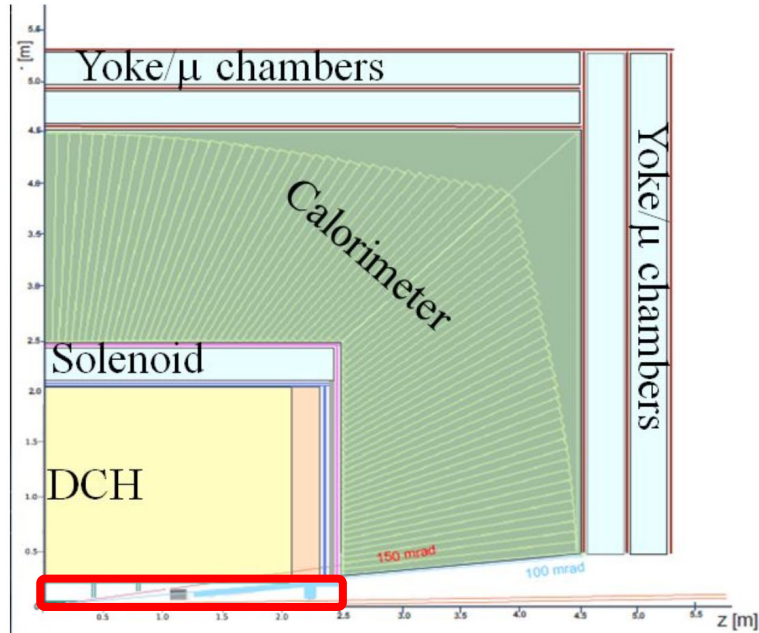 5.5
[m]
Yoke/μ chambers
5.0
4.5
Yoke/μ chambers
4.0
Calorimeter
3.5
3.0
2.5
Solenoid
2.0
1.5
DCH
1.0
0.5
150 mrad
100 mrad
0.5 1.0 1.5 2.0 2.5 3.0 3.5 4.0 4.5 5.0 5.5
z [m]